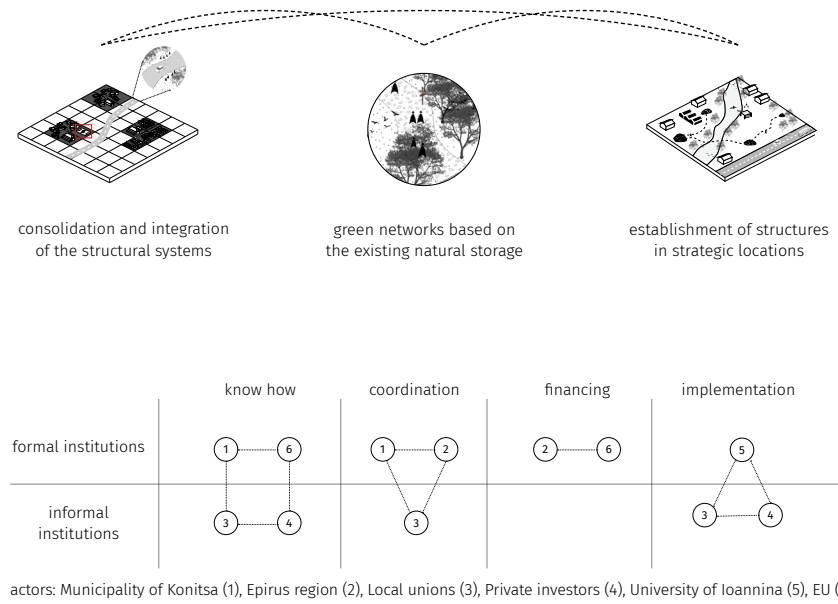 consolidation and integration
of the structural systems
green networks based on
the existing natural storage
establishment of structures
in strategic locations
know how
coordination
financing
implementation
formal institutions
1 6 1 2 2 6 5
informal
institutions
3 4 3 3 4
actors: Municipality of Konitsa (1), Epirus region (2), Local unions (3), Private investors (4), University of Ioannina (5), EU (